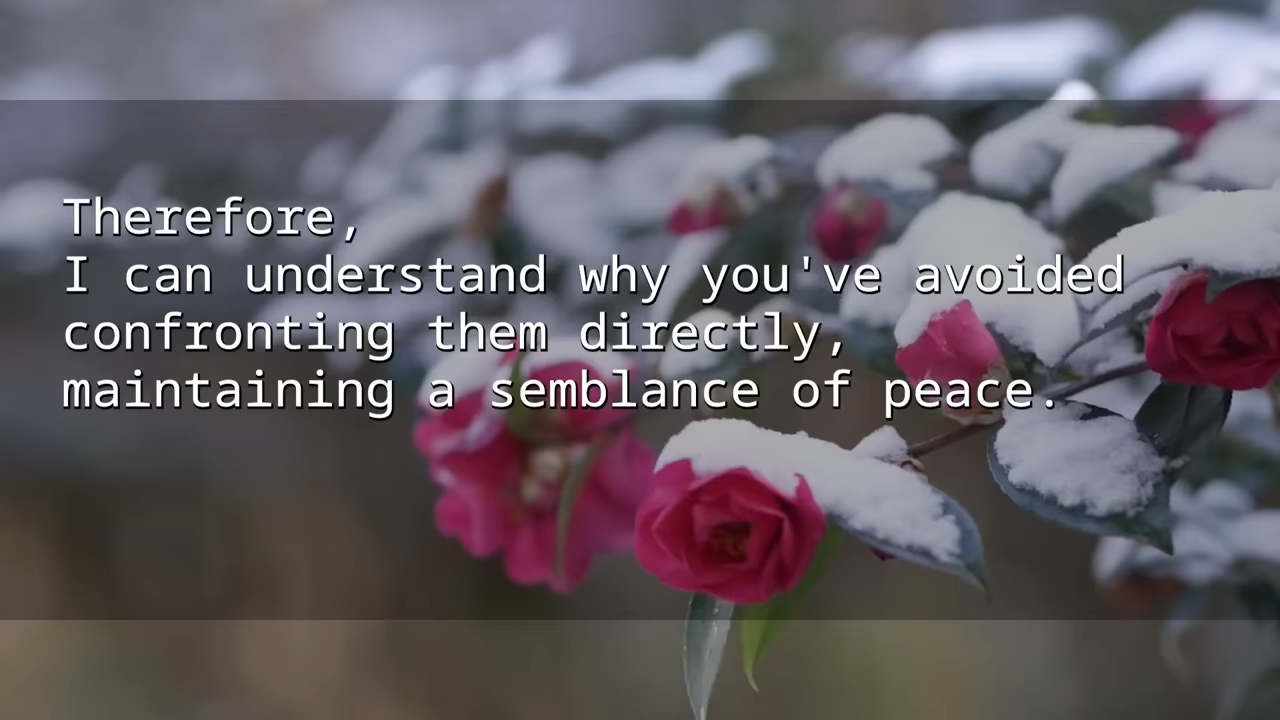 Therefore,
I can understand why you've avoided
confronting them directly,
maintaining a semblance of peace.